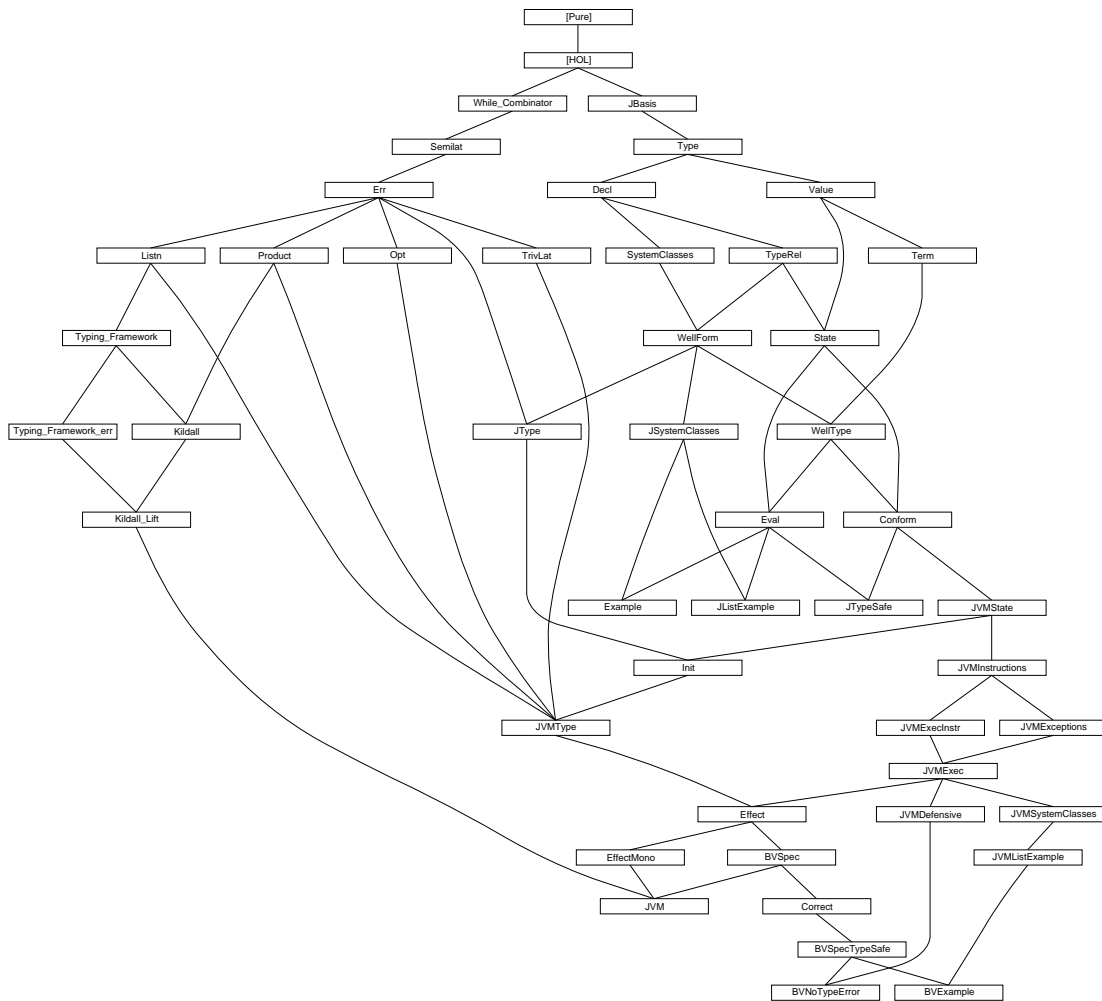 [Pure]
[HOL]
While_Combinator
JBasis
Semilat
Type
Err
Decl
Value
Listn
Product
Opt
TrivLat
SystemClasses
TypeRel
Term
Typing_Framework
WellForm
State
Typing_Framework_err
Kildall
JType
JSystemClasses
WellType
Kildall_Lift
Eval
Conform
Example
JListExample
JTypeSafe
JVMState
Init
JVMInstructions
JVMType
JVMExecInstr
JVMExceptions
JVMExec
Effect
JVMDefensive
JVMSystemClasses
EffectMono
BVSpec
JVMListExample
JVM
Correct
BVSpecTypeSafe
BVNoTypeError
BVExample